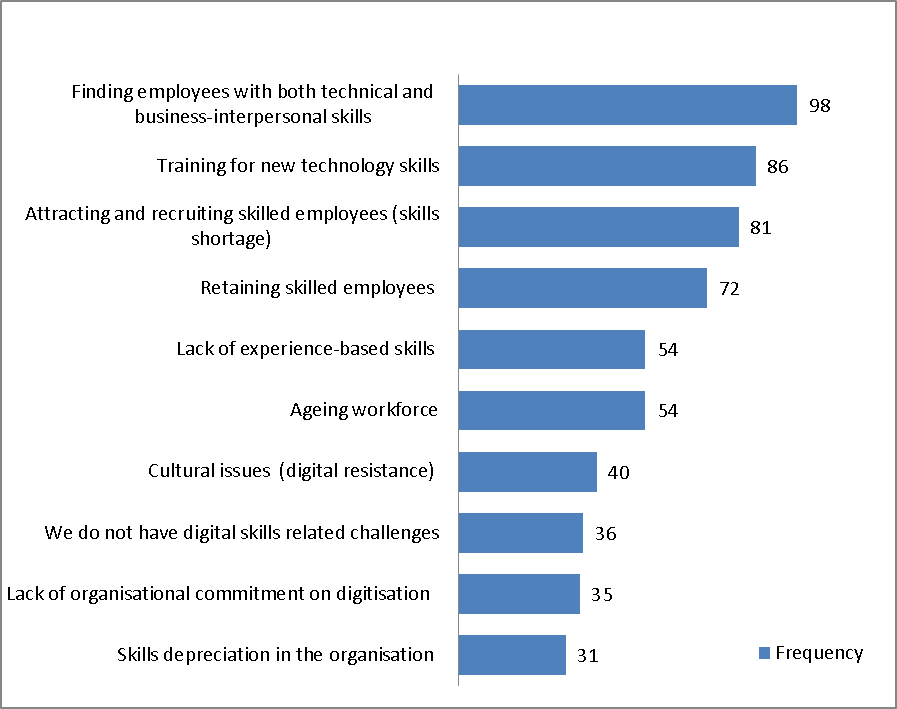 Finding employees with both technical and
business-interpersonal skills
98
Training for new technology skills
86
Attracting and recruiting skilled employees (skills
shortage)
81
Retaining skilled employees
72
Lack of experience-based skills
54
Ageing workforce
54
Cultural issues (digital resistance)
40
We do not have digital skills related challenges
36
Lack of organisational commitment on digitisation
35
Skills depreciation in the organisation
31
Frequency